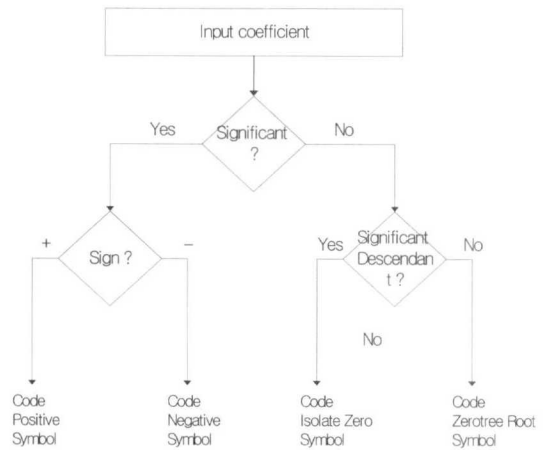 Input coefficient
Yes
Significant
?
No
+
Sign ?
−
Yes
Significant
Descendan
t ?
No
No
Code
Positive
Symbol
Code
Negative
Symbol
Code
Isolate Zero
Symbol
Code
Zerotree Root
Symbol